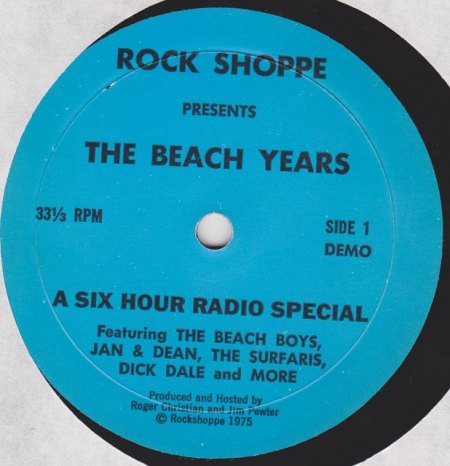 ROCK SHOPPE
PRESENTS
THE BEACH YEARS
33⅓ RPM
SIDE 1
DEMO
A SIX HOUR RADIO SPECIAL
Featuring THE BEACH BOYS,
JAN & DEAN, THE SURFARIS,
DICK DALE and MORE
Produced and Hosted by
Roger Christian and Jim Pewter
© Rockshoppe 1975